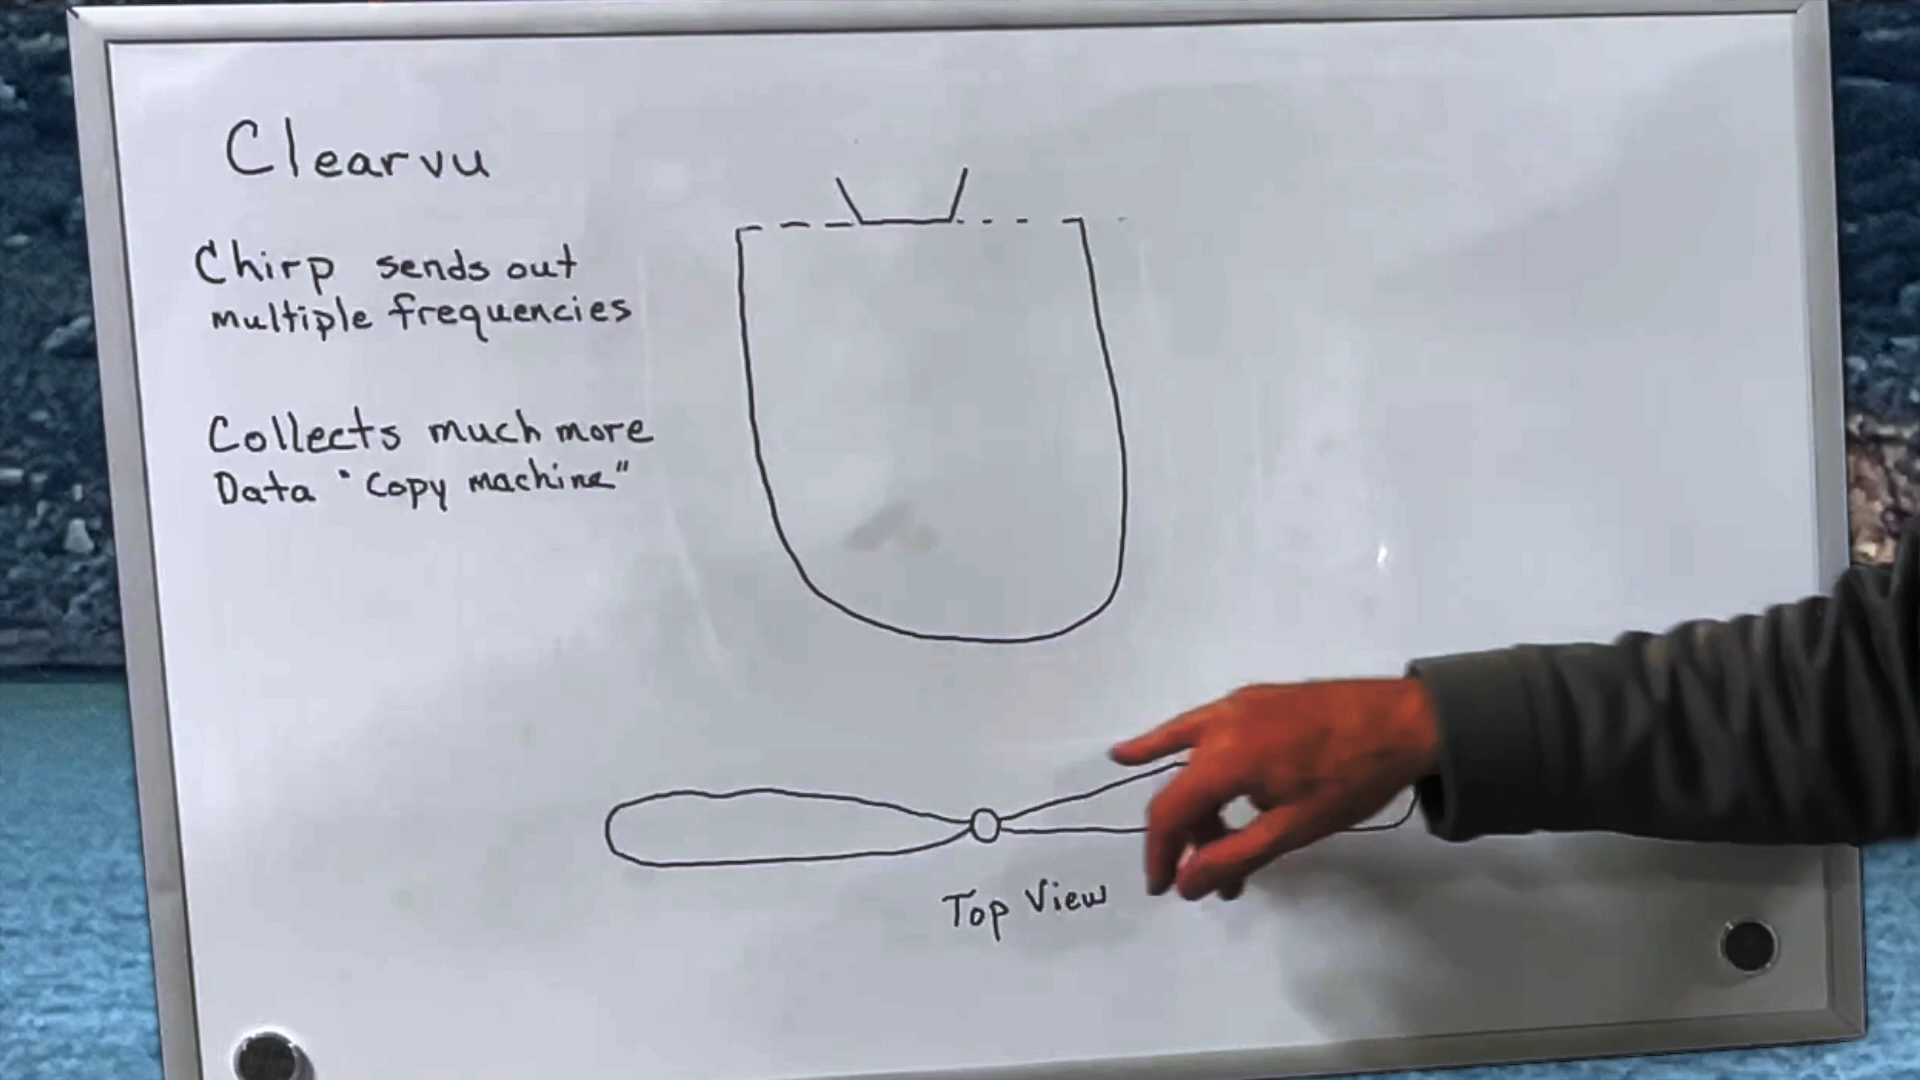 Clearvu
Chirp sends out
multiple frequencies
Collects much more
Data "Copy machine"
Top View